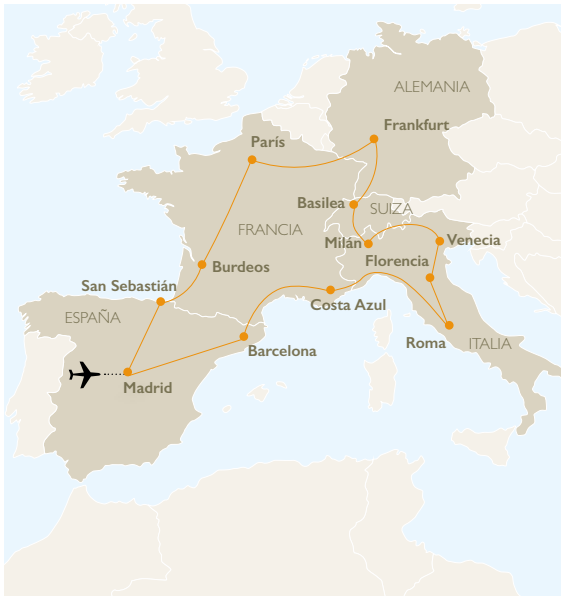 ALEMANIA
Frankfurt
París
Basilea
SUIZA
FRANCIA
Milán
Venecia
Florencia
Burdeos
San Sebastián
Costa Azul
ESPAÑA
Roma
ITALIA
Barcelona
Madrid